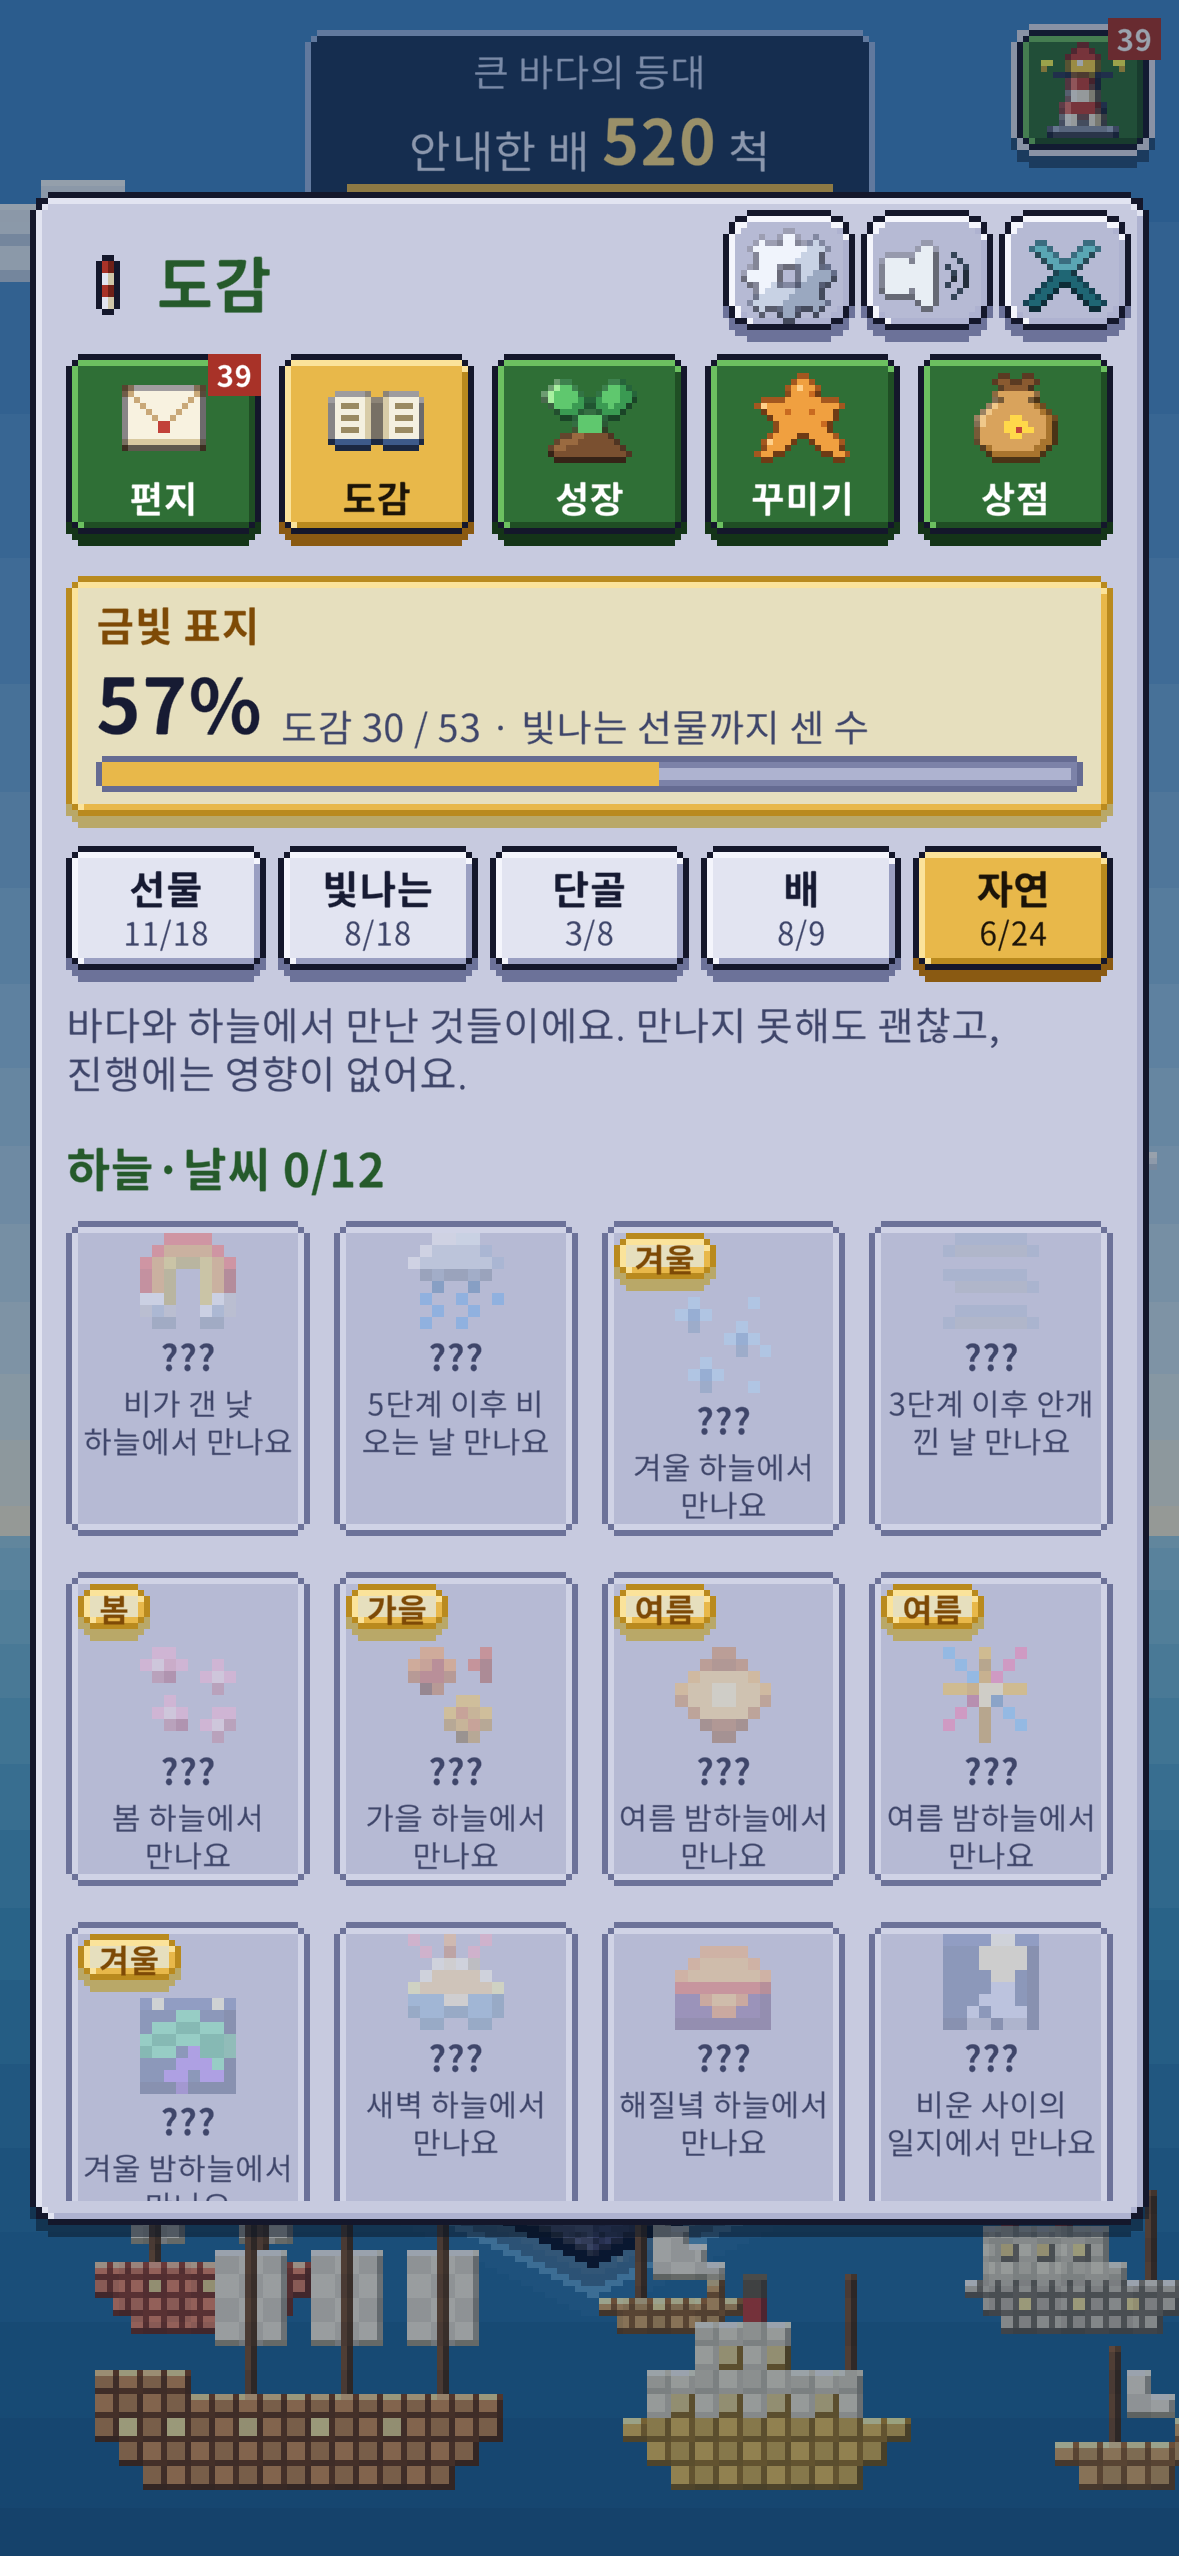 큰 바다의 등대
안내한 배 520 척
39
도감
39
편지
도감
성장
꾸미기
상점
금빛 표지
57% 도감 30 / 53 · 빛나는 선물까지 센 수
선물
11/18
빛나는
8/18
단골
3/8
배
8/9
자연
6/24
바다와 하늘에서 만난 것들이에요. 만나지 못해도 괜찮고,
진행에는 영향이 없어요.
하늘·날씨 0/12
???
비가 갠 낮
하늘에서 만나요
???
5단계 이후 비
오는 날 만나요
겨울
???
겨울 하늘에서
만나요
???
3단계 이후 안개
낀 날 만나요
봄
???
봄 하늘에서
만나요
가을
???
가을 하늘에서
만나요
여름
???
여름 밤하늘에서
만나요
여름
???
여름 밤하늘에서
만나요
겨울
???
겨울 밤하늘에서
???
새벽 하늘에서
만나요
???
해질녘 하늘에서
만나요
???
비운 사이의
일지에서 만나요